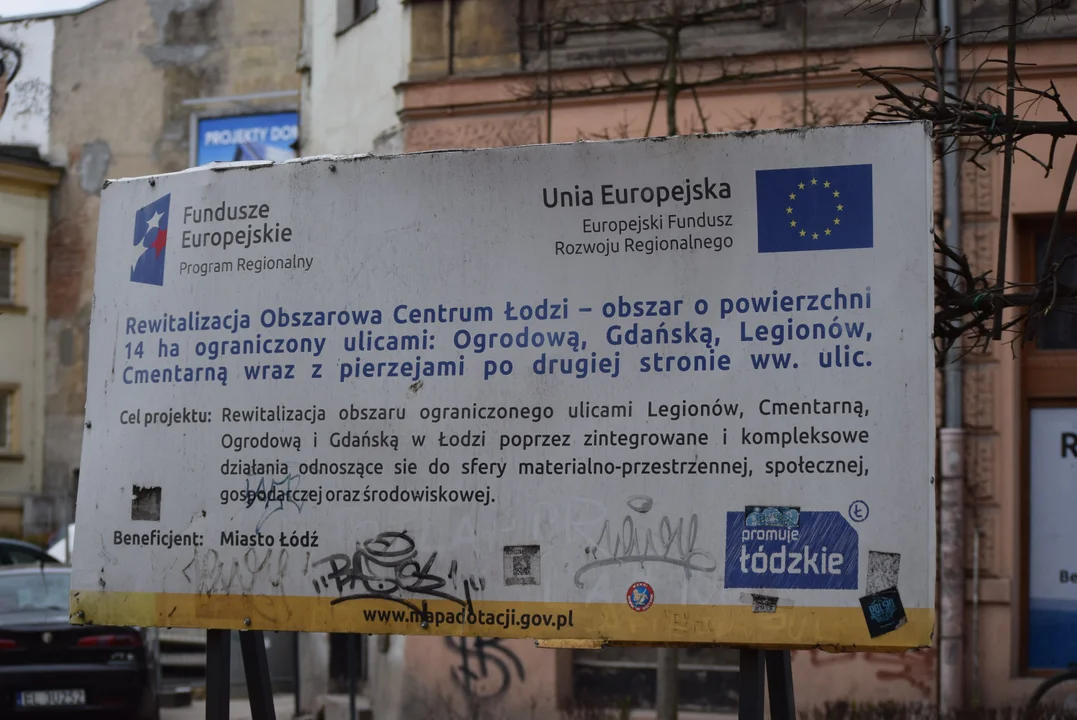 PROJEKTY DO
Fundusze
Europejskie
Program Regionalny
Unia Europejska
Europejski Fundusz
Rozwoju Regionalnego
Rewitalizacja Obszarowa Centrum Łodzi – obszar o powierzchni
14 ha ograniczony ulicami: Ogrodową, Gdańską, Legionów,
Cmentarną wraz z pierzejami po drugiej stronie ww. ulic.
Cel projektu: Rewitalizacja obszaru ograniczonego ulicami Legionów, Cmentarną,
Ogrodową i Gdańską w Łodzi poprzez zintegrowane i kompleksowe
działania odnoszące sie do sfery materialno-przestrzennej, społecznej,
gospodarczej oraz środowiskowej.
Beneficjent: Miasto Łódź
Ł
promuje
łódzkie
www.mapadotacji.gov.pl
EL JU252
R
Be